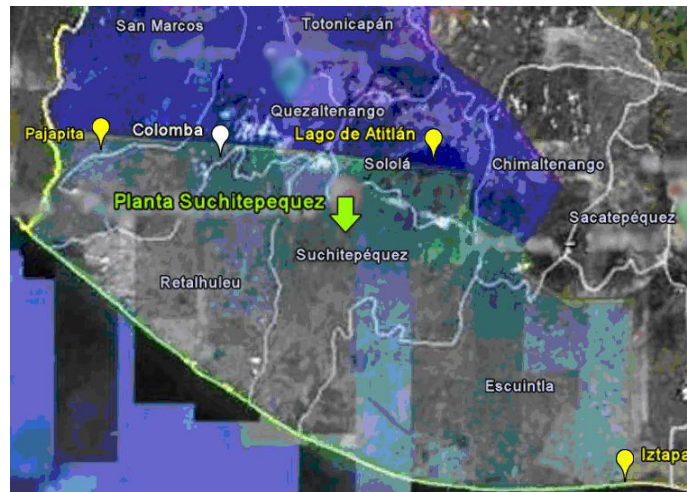 San Marcos
Totonicapán
Quezaltenango
Pajapita
Colomba
Lago de Atitlán
Sololá
Chimaltenango
Planta Suchitepequez
Sacatepéquez
Suchitepéquez
Retalhuleu
Escuintla
Iztapa